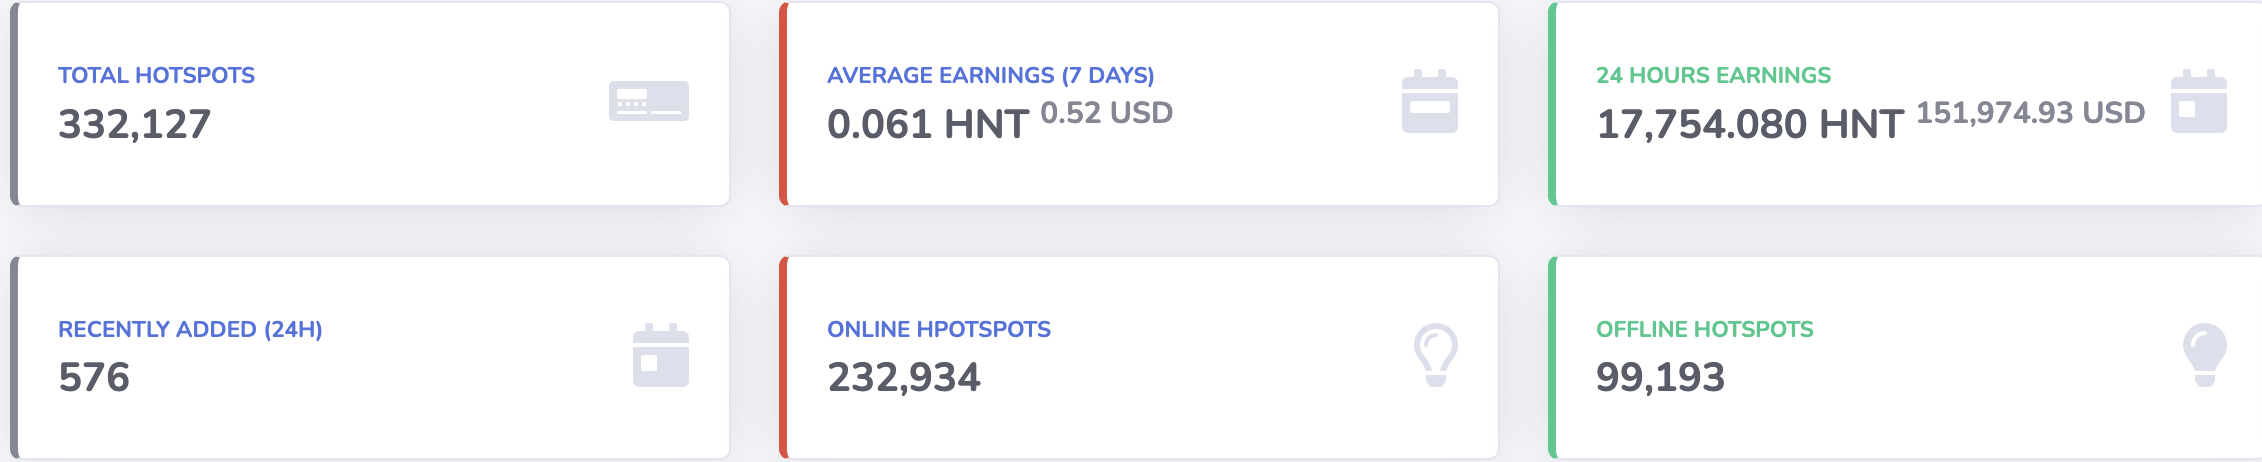 TOTAL HOTSPOTS
332,127
AVERAGE EARNINGS (7 DAYS)
0.061 HNT 0.52 USD
24 HOURS EARNINGS
17,754.080 HNT 151,974.93 USD
RECENTLY ADDED (24H)
576
ONLINE HPOTSPOTS
232,934
OFFLINE HOTSPOTS
99,193